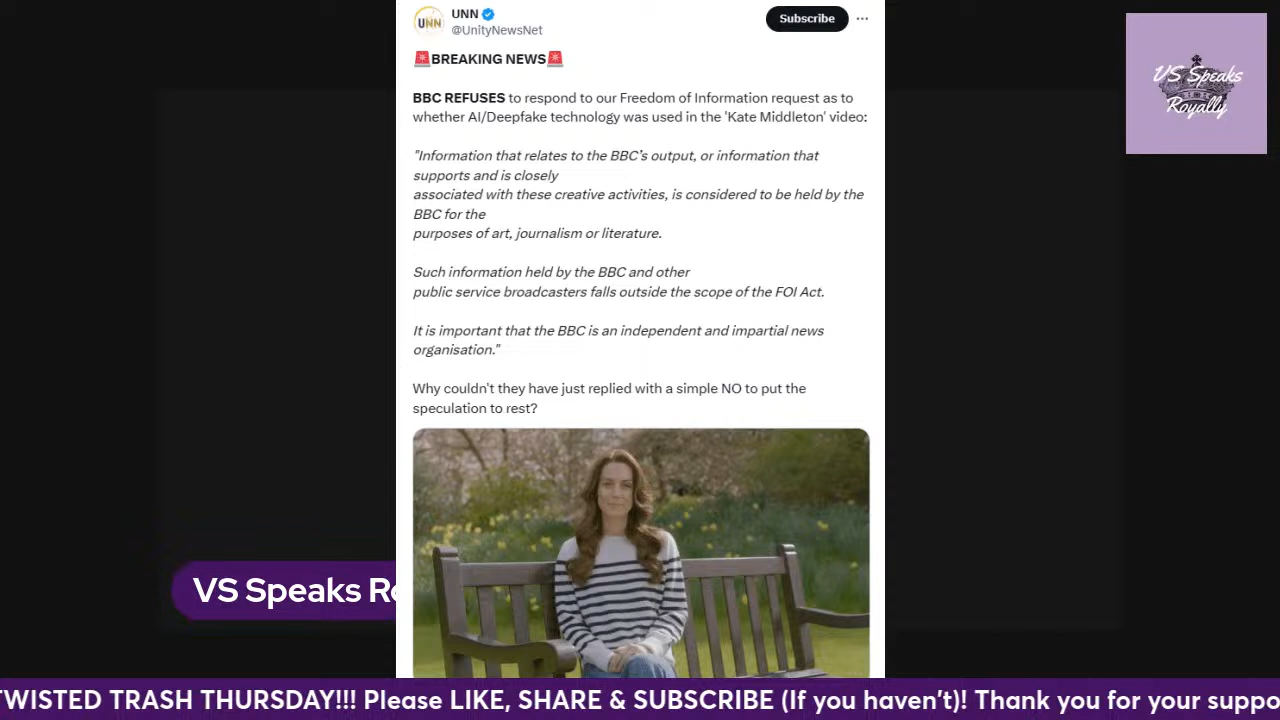 UNN
@UnityNewsNet
Subscribe
UNN
VS Speaks
Royally
🚨BREAKING NEWS🚨
BBC REFUSES to respond to our Freedom of Information request as to
whether AI/Deepfake technology was used in the 'Kate Middleton' video:
"Information that relates to the BBC's output, or information that
supports and is closely
associated with these creative activities, is considered to be held by the
BBC for the
purposes of art, journalism or literature.
Such information held by the BBC and other
public service broadcasters falls outside the scope of the FOI Act.
It is important that the BBC is an independent and impartial news
organisation."
Why couldn't they have just replied with a simple NO to put the
speculation to rest?
VS Speaks R
TWISTED TRASH THURSDAY!!! Please LIKE, SHARE & SUBSCRIBE (If you haven't)! Thank you for your suppo